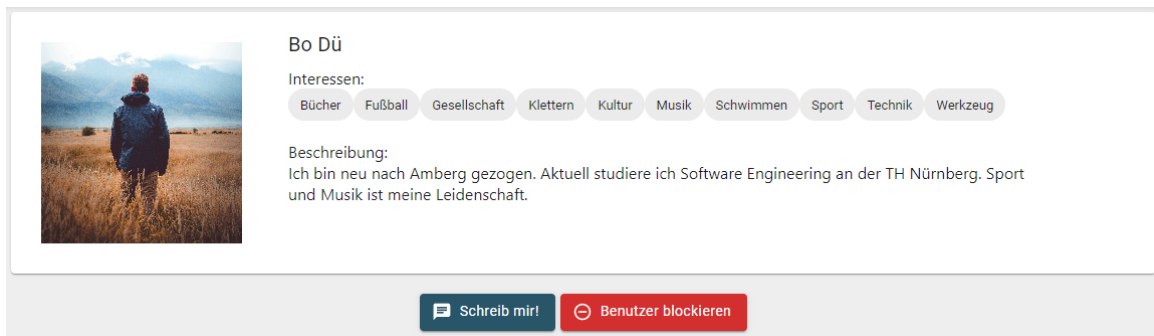 Bo Dü
Interessen:
Bücher Fußball Gesellschaft Klettern Kultur Musik Schwimmen Sport Technik Werkzeug
Beschreibung:
Ich bin neu nach Amberg gezogen. Aktuell studiere ich Software Engineering an der TH Nürnberg. Sport
und Musik ist meine Leidenschaft.
Schreib mir! Benutzer blockieren